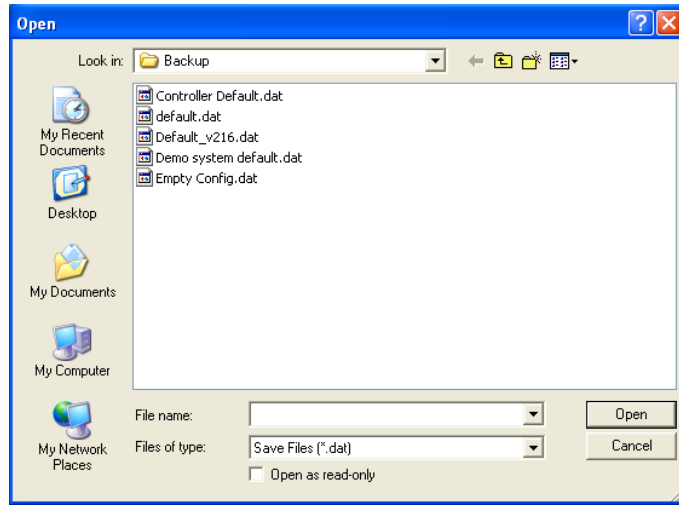 Open
Look in: Backup
My Recent
Documents
Desktop
My Documents
My Computer
My Network
Places
Controller Default.dat
default.dat
Default_v216.dat
Demo system default.dat
Empty Config.dat
File name:
Open
Files of type: Save Files (*.dat)
Cancel
Open as read-only